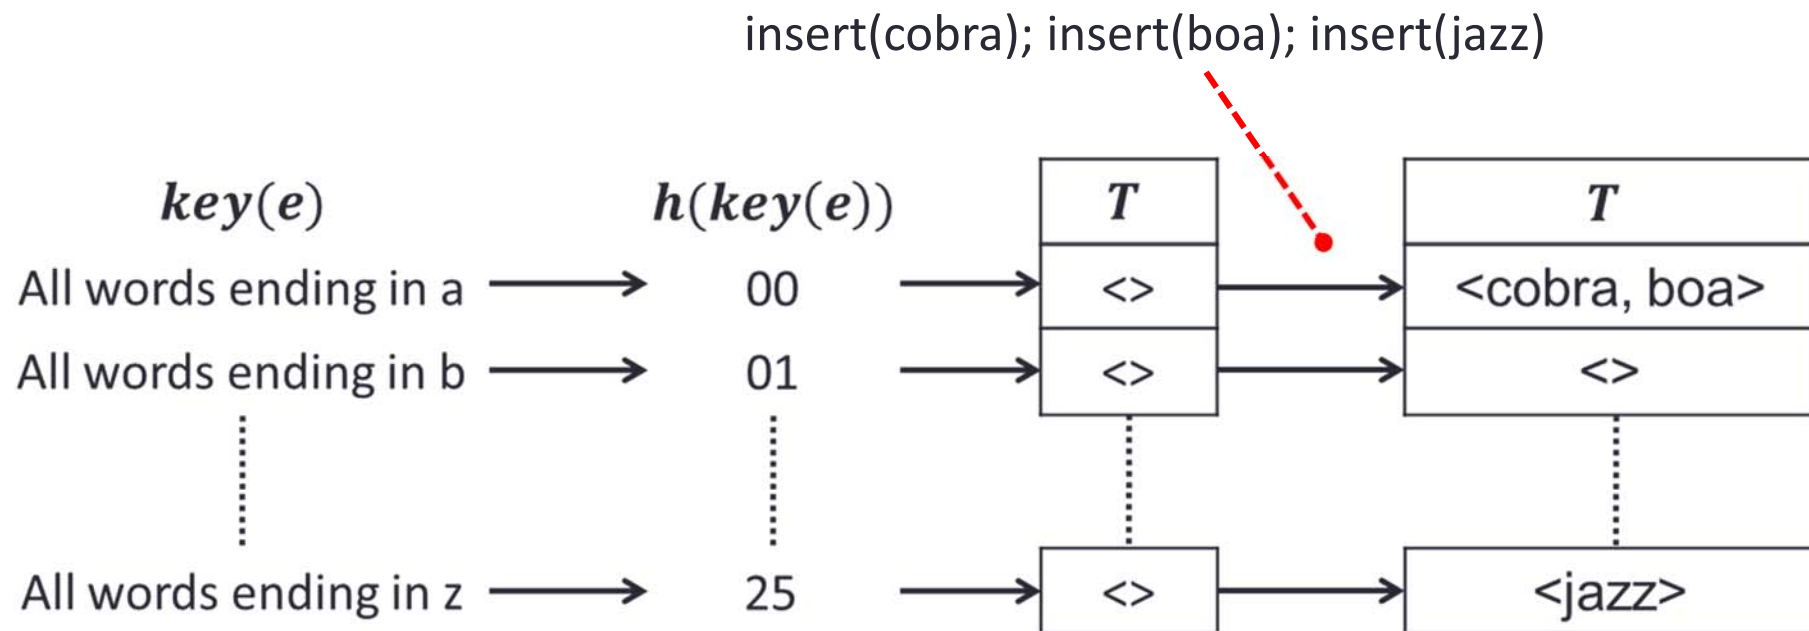 insert(cobra); insert(boa); insert(jazz)
key(e) h(key(e)) T T
All words ending in a 00 <> <cobra, boa>
All words ending in b 01 <> <>
All words ending in z 25 <> <jazz>